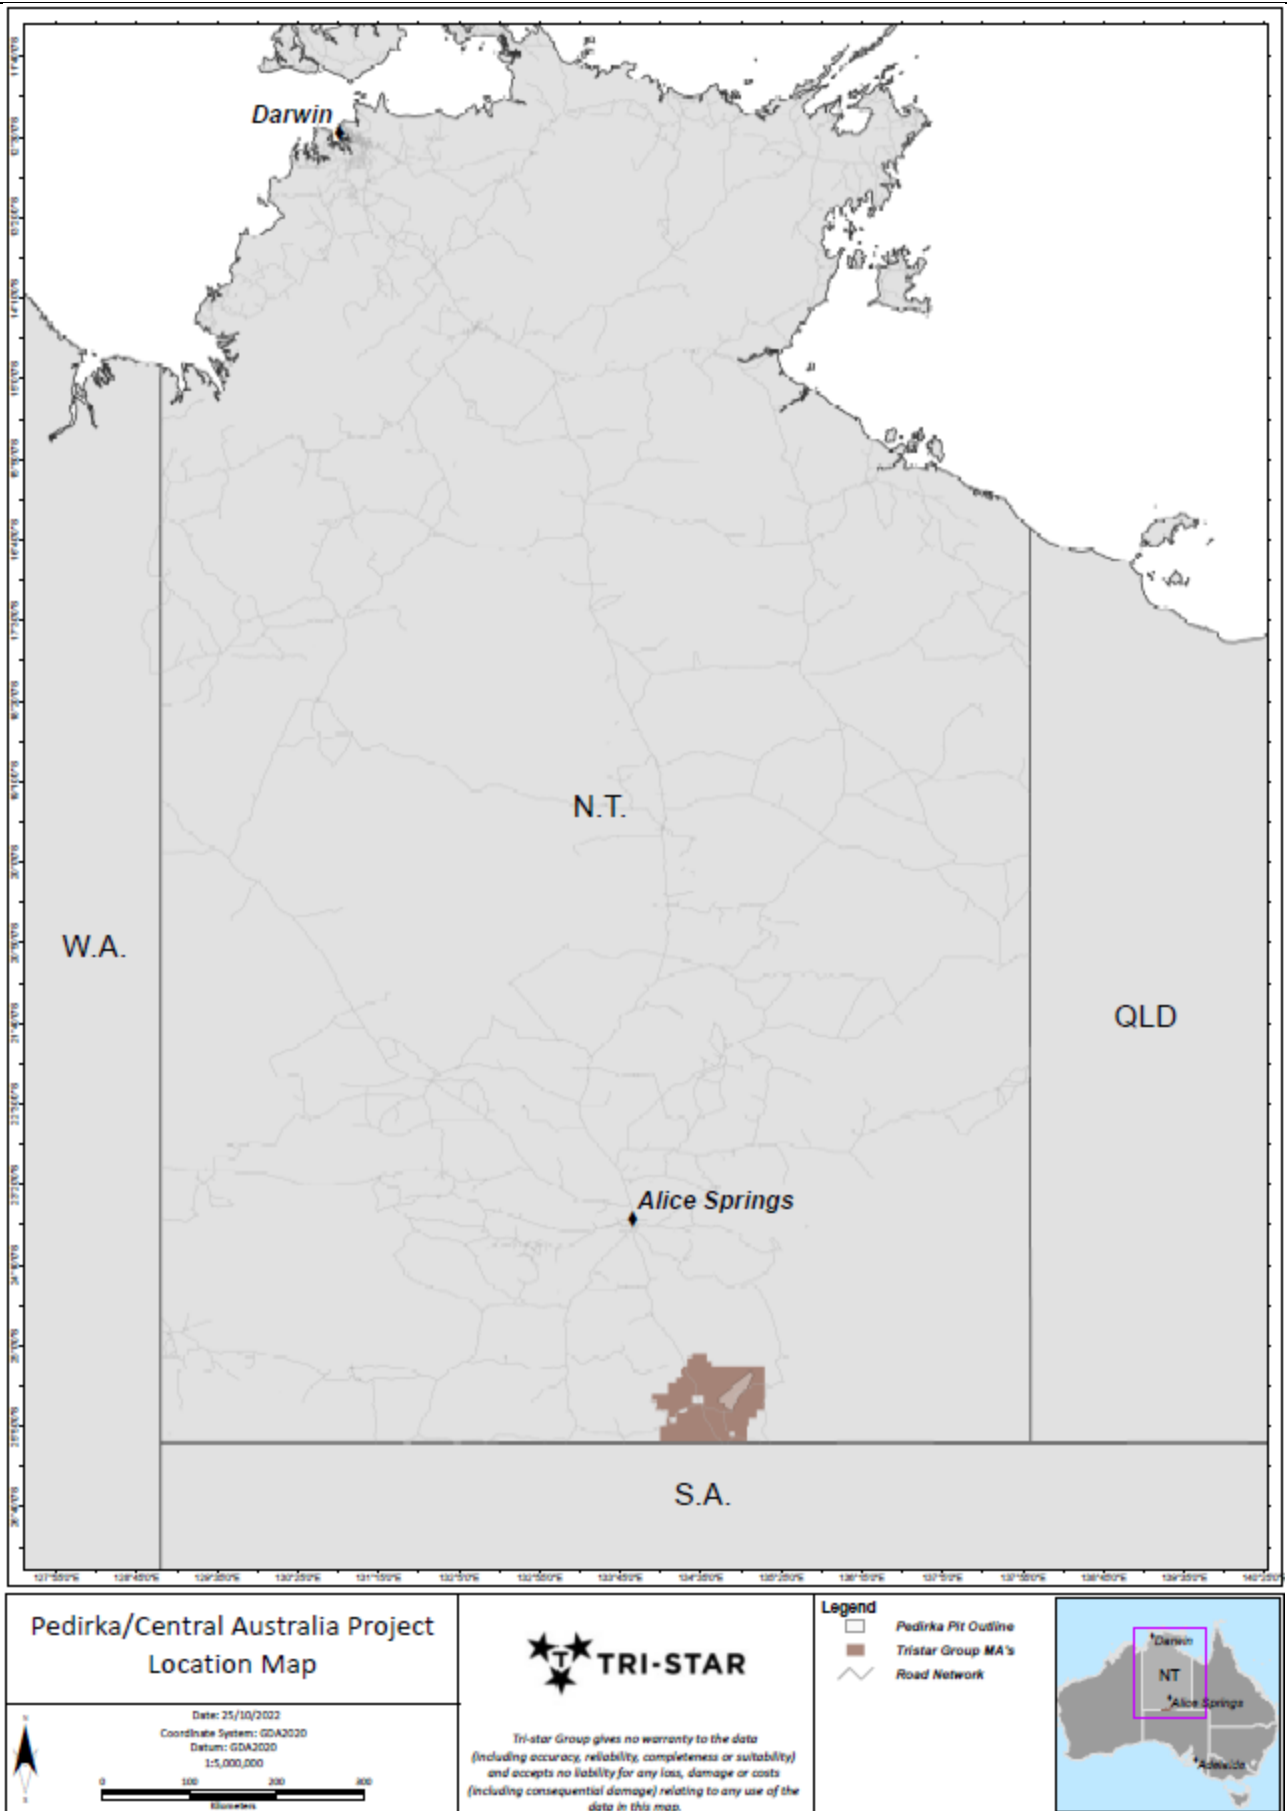 Darwin
N.T.
W.A.
QLD
Alice Springs
S.A.
Pedirka/Central Australia Project
Location Map
Date: 25/10/2022
Coordinate System: GDA2020
Datum: GDA2020
1:5,000,000
0 100 200 300
Kilometers
T TRI-STAR
Tri-star Group gives no warranty to the data
(including accuracy, reliability, completeness or suitability)
and accepts no liability for any loss, damage or costs
(including consequential damage) relating to any use of the
data in this map.
Legend
Pedirka Pit Outline
Tristar Group MA's
Road Network
Darwin
NT
Alice Springs
Adelaide